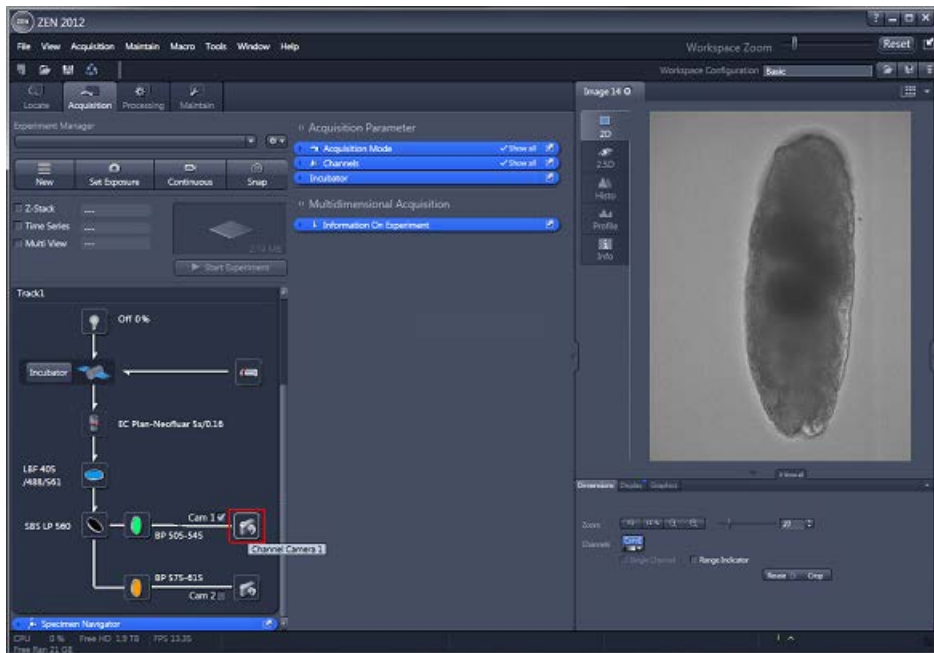 ZEN 2012
File View Acquisition Maintain Macro Tools Window Help
Workspace Zoom
Reset
Workspace Configuration Basic
Locate Acquisition Processing Maintain
Experiment Manager
New Set Exposure Continuous Snap
Z-Stack
Time Series
Multi View
Start Experiment
Acquisition Parameter
Acquisition Mode Show all
Channels Show all
Incubator
Multidimensional Acquisition
Information On Experiment
Image 14
2D
2.5D
Histo
Profile
Info
Track1
Off 0%
Incubator
EC Plan-Neofluar 5x/0.16
LBF 405
/488/561
SBS LP 560
Cam 1
BP 505-545
Channel Camera 1
BP 575-615
Cam 2
Specimen Navigator
Dimensions Display Graphics
Zoom
Channels
Single Channel Range Indicator
Reuse Crop
CPU 0 % Free HD 1.9 TB FPS 13.35
Free Ram 21 GB